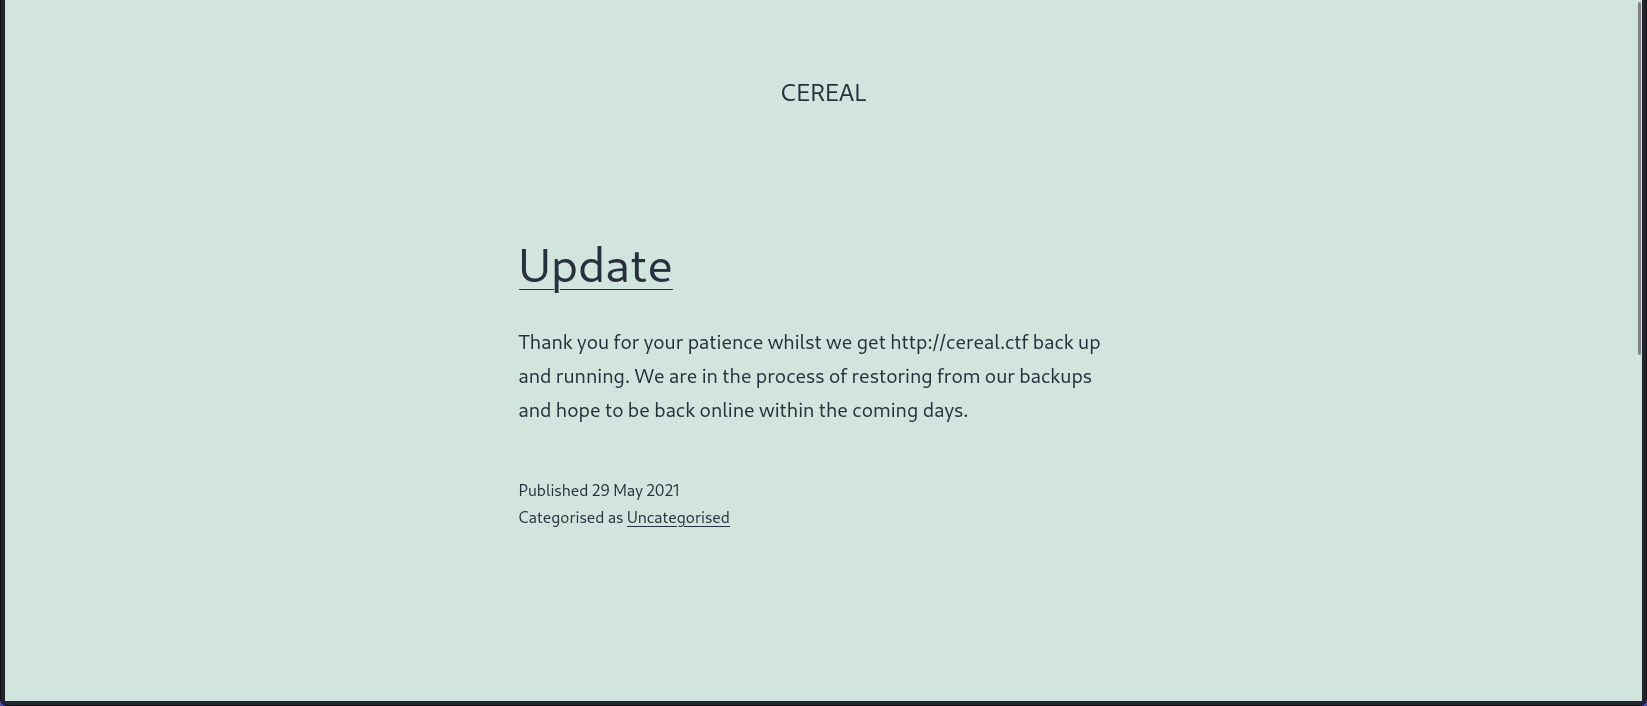 CEREAL
Update
Thank you for your patience whilst we get http://cereal.ctf back up
and running. We are in the process of restoring from our backups
and hope to be back online within the coming days.
Published 29 May 2021
Categorised as Uncategorised